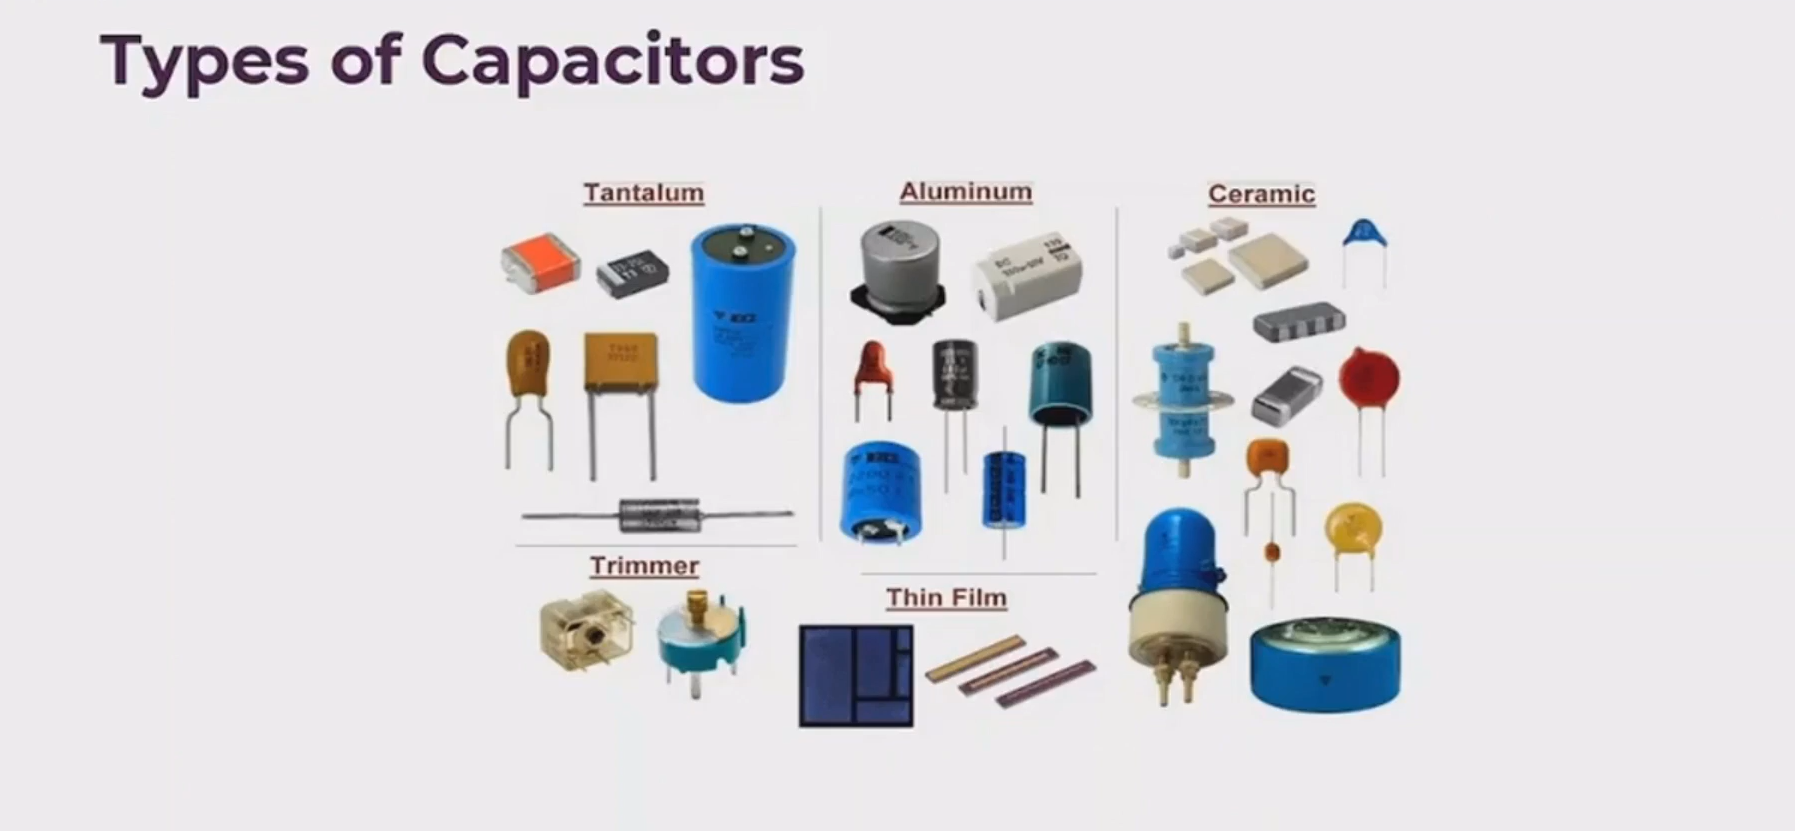 Types of Capacitors
Tantalum
Aluminum
Ceramic
Trimmer
Thin Film